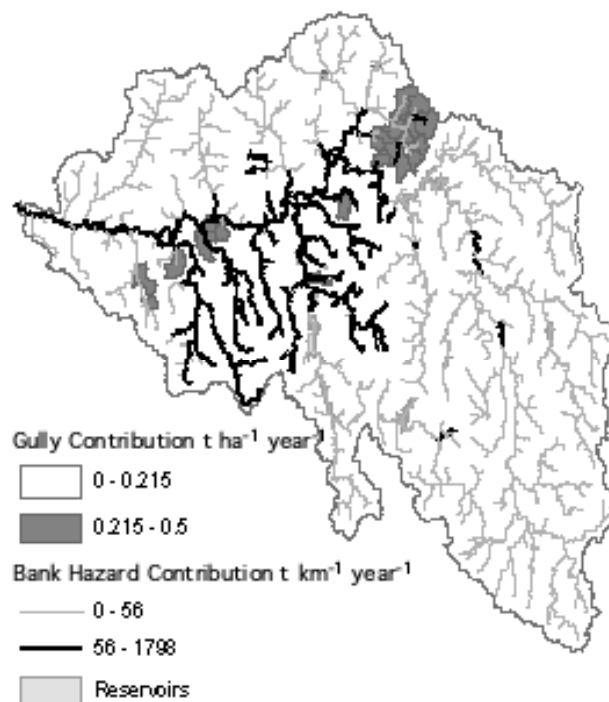 Gully Contribution t ha⁻¹ year⁻¹
0 - 0.215
0.215 - 0.5
Bank Hazard Contribution t km⁻¹ year⁻¹
0 - 56
56 - 1798
Reservoirs